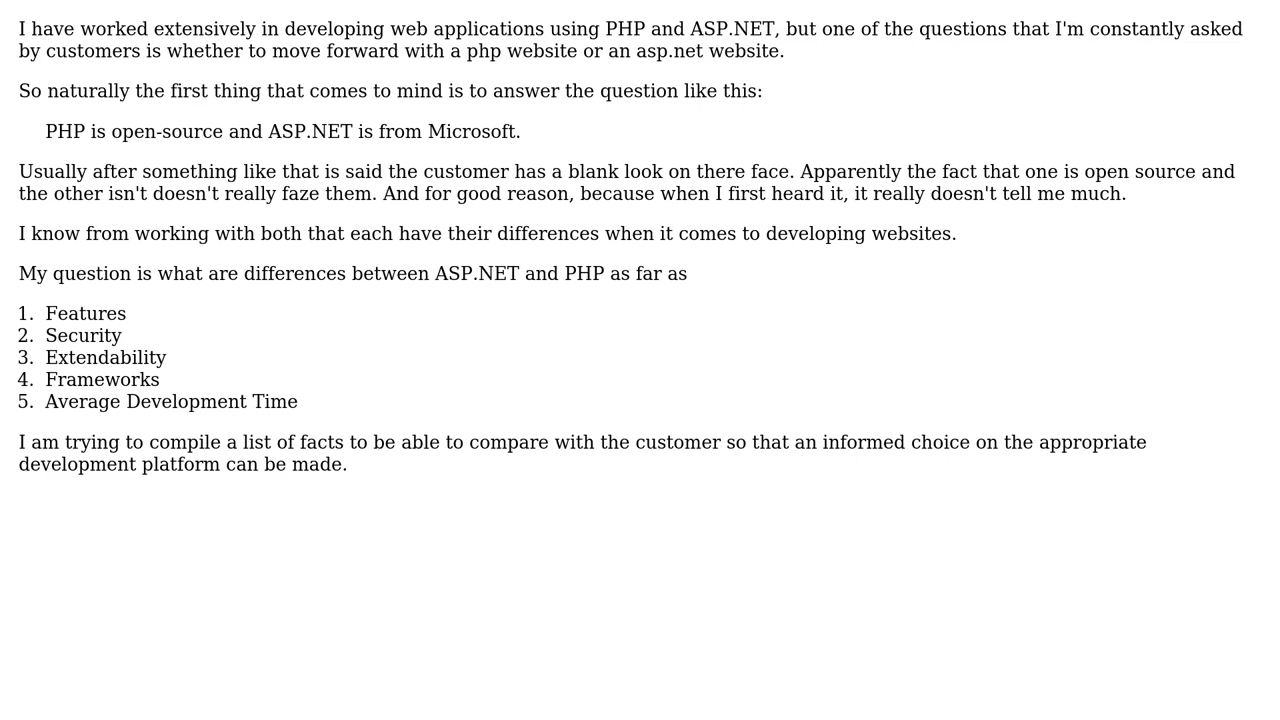 I have worked extensively in developing web applications using PHP and ASP.NET, but one of the questions that I'm constantly asked
by customers is whether to move forward with a php website or an asp.net website.
So naturally the first thing that comes to mind is to answer the question like this:
PHP is open-source and ASP.NET is from Microsoft.
Usually after something like that is said the customer has a blank look on there face. Apparently the fact that one is open source and
the other isn't doesn't really faze them. And for good reason, because when I first heard it, it really doesn't tell me much.
I know from working with both that each have their differences when it comes to developing websites.
My question is what are differences between ASP.NET and PHP as far as
1. Features
2. Security
3. Extendability
4. Frameworks
5. Average Development Time
I am trying to compile a list of facts to be able to compare with the customer so that an informed choice on the appropriate
development platform can be made.